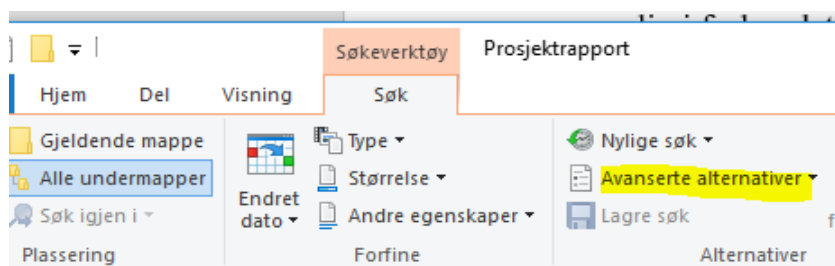 Søkeverktøy Prosjektrapport
Hjem Del Visning Søk
Gjeldende mappe
Alle undermapper
Søk igjen i
Plassering
Endret
dato
Type
Størrelse
Andre egenskaper
Forfine
Nylige søk
Avanserte alternativer
Lagre søk
Alternativer